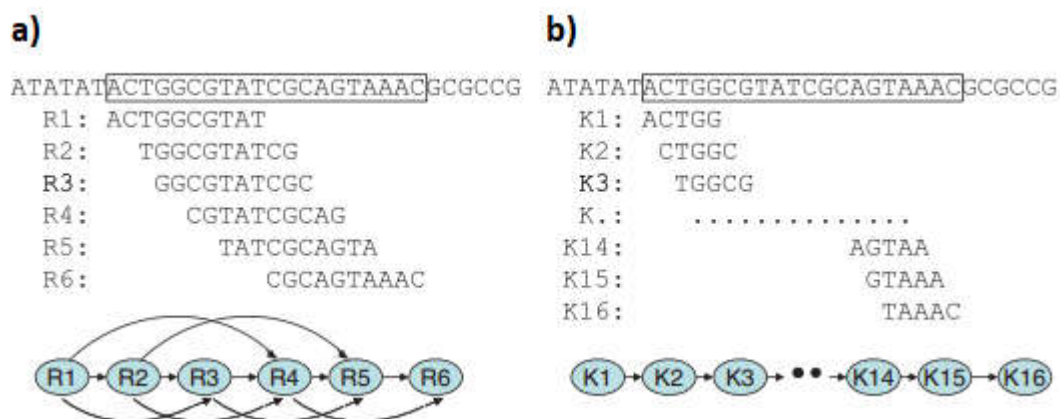 a)
ATATATACTGGCGTATCGCAGTAAACGCGCCG
R1: ACTGGCGTAT
R2: TGGCGTATCG
R3: GGCGTATCGC
R4: CGTATCGCAG
R5: TATCGCAGTA
R6: CGCAGTAAAC
R1 R2 R3 R4 R5 R6
b)
ATATATACTGGCGTATCGCAGTAAACGCGCCG
K1: ACTGG
K2: CTGGC
K3: TGGCG
K.: ..............
K14: AGTAA
K15: GTAAA
K16: TAAAC
K1 K2 K3 •• K14 K15 K16